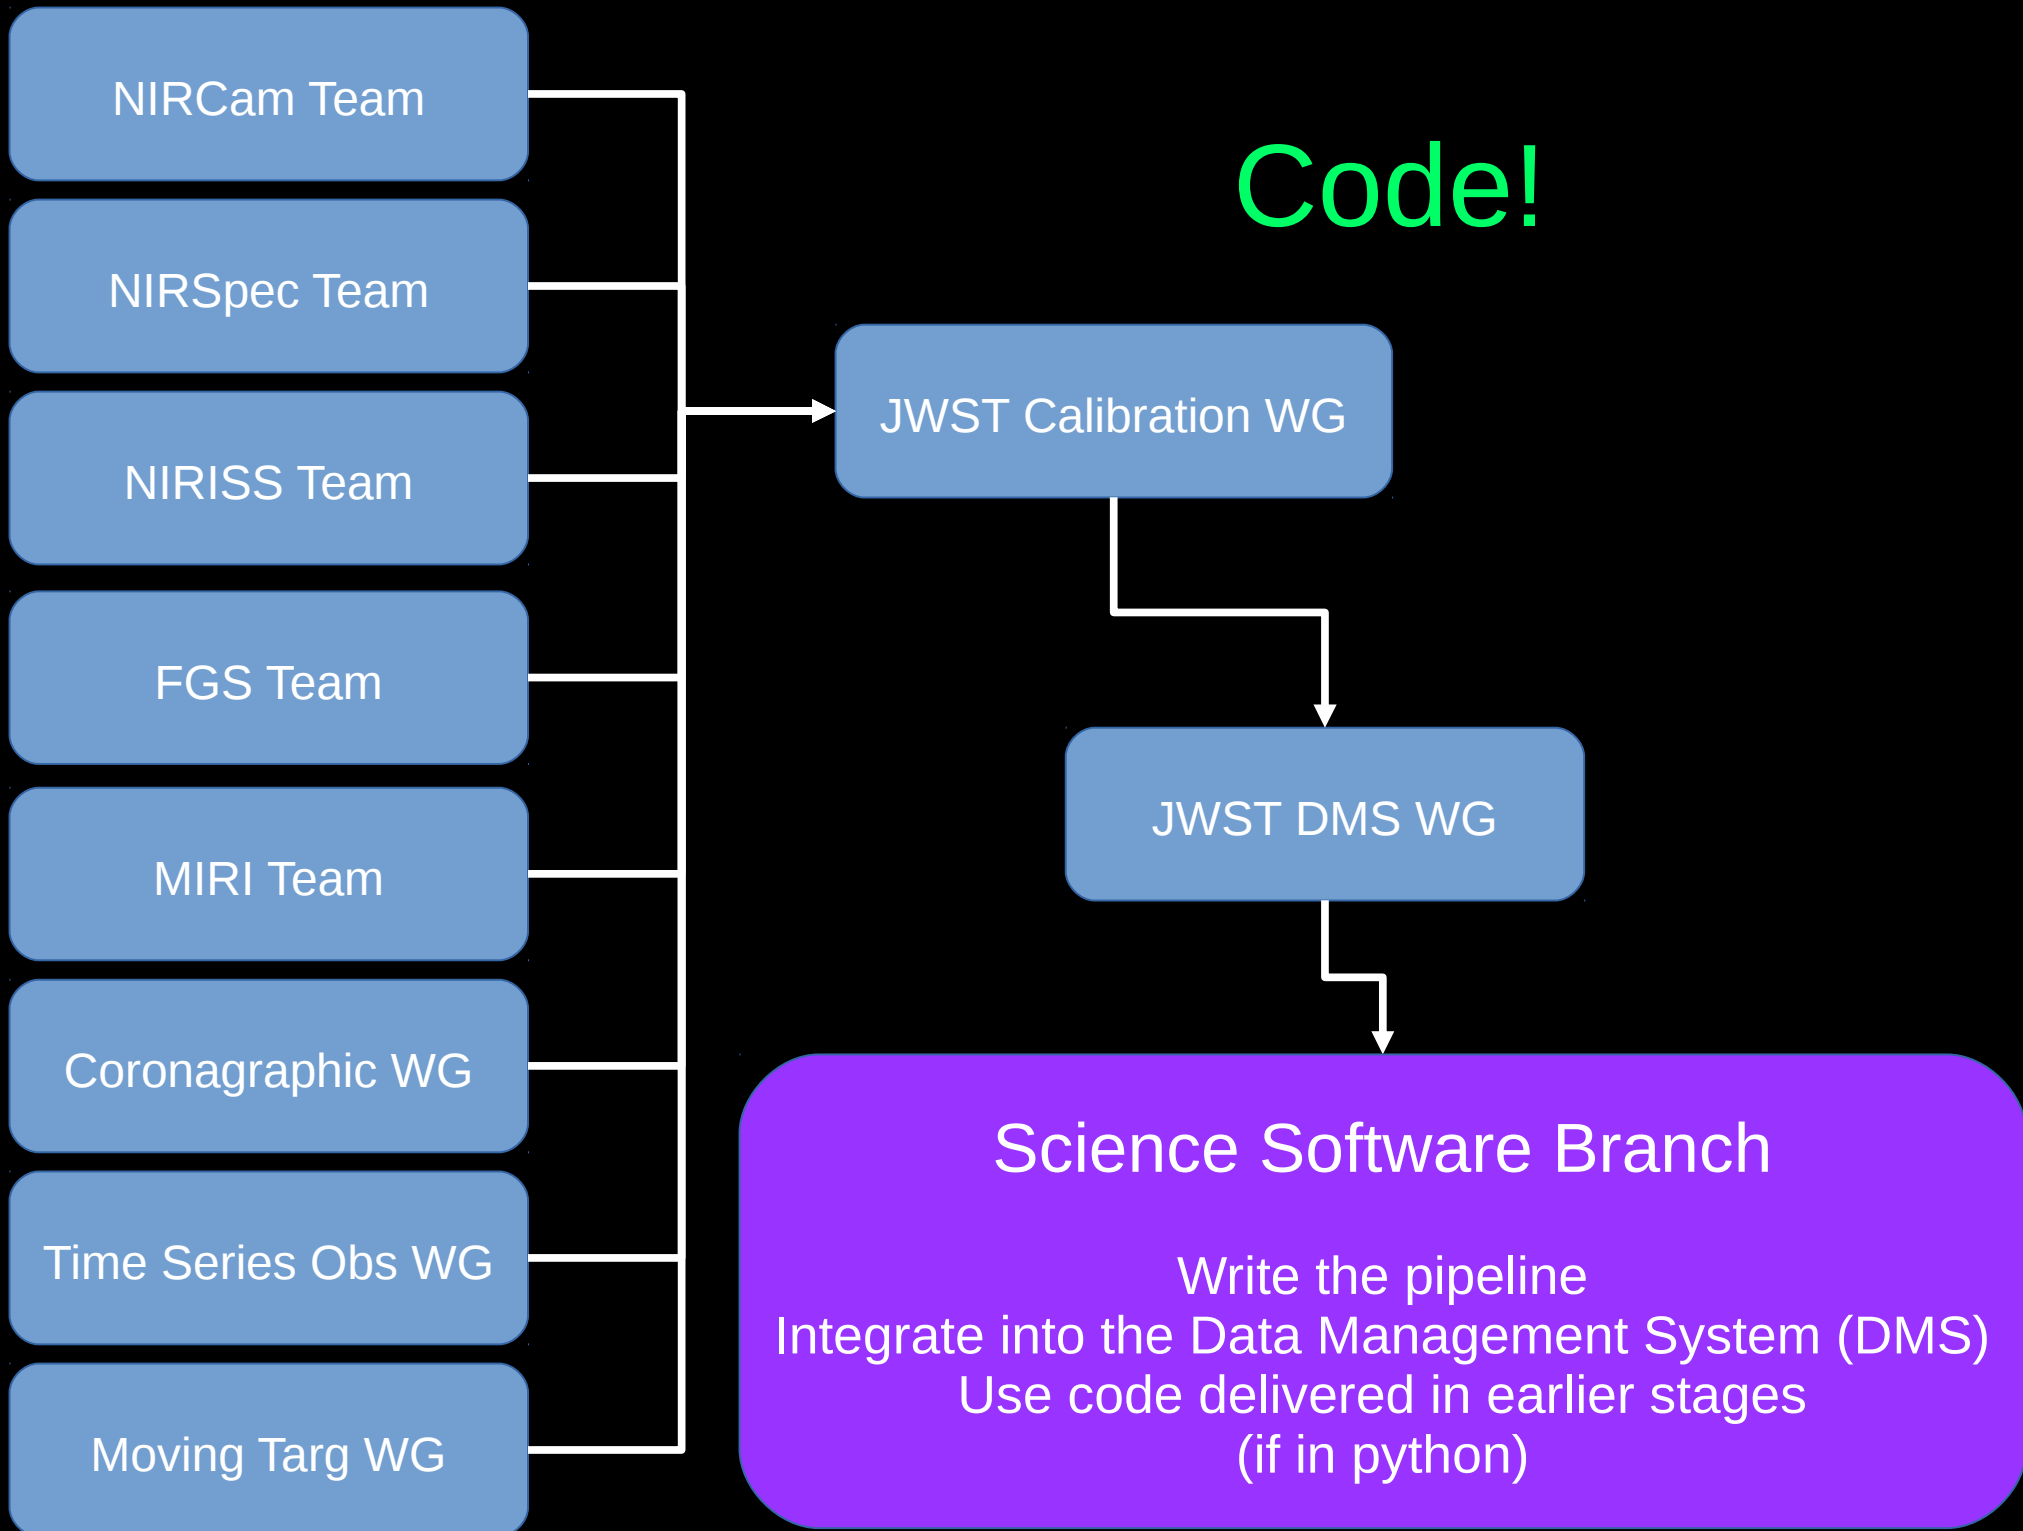 NIRCam Team
NIRSpec Team
NIRISS Team
FGS Team
MIRI Team
Coronagraphic WG
Time Series Obs WG
Moving Targ WG
Code!
JWST Calibration WG
JWST DMS WG
Science Software Branch
Write the pipeline
Integrate into the Data Management System (DMS)
Use code delivered in earlier stages
(if in python)